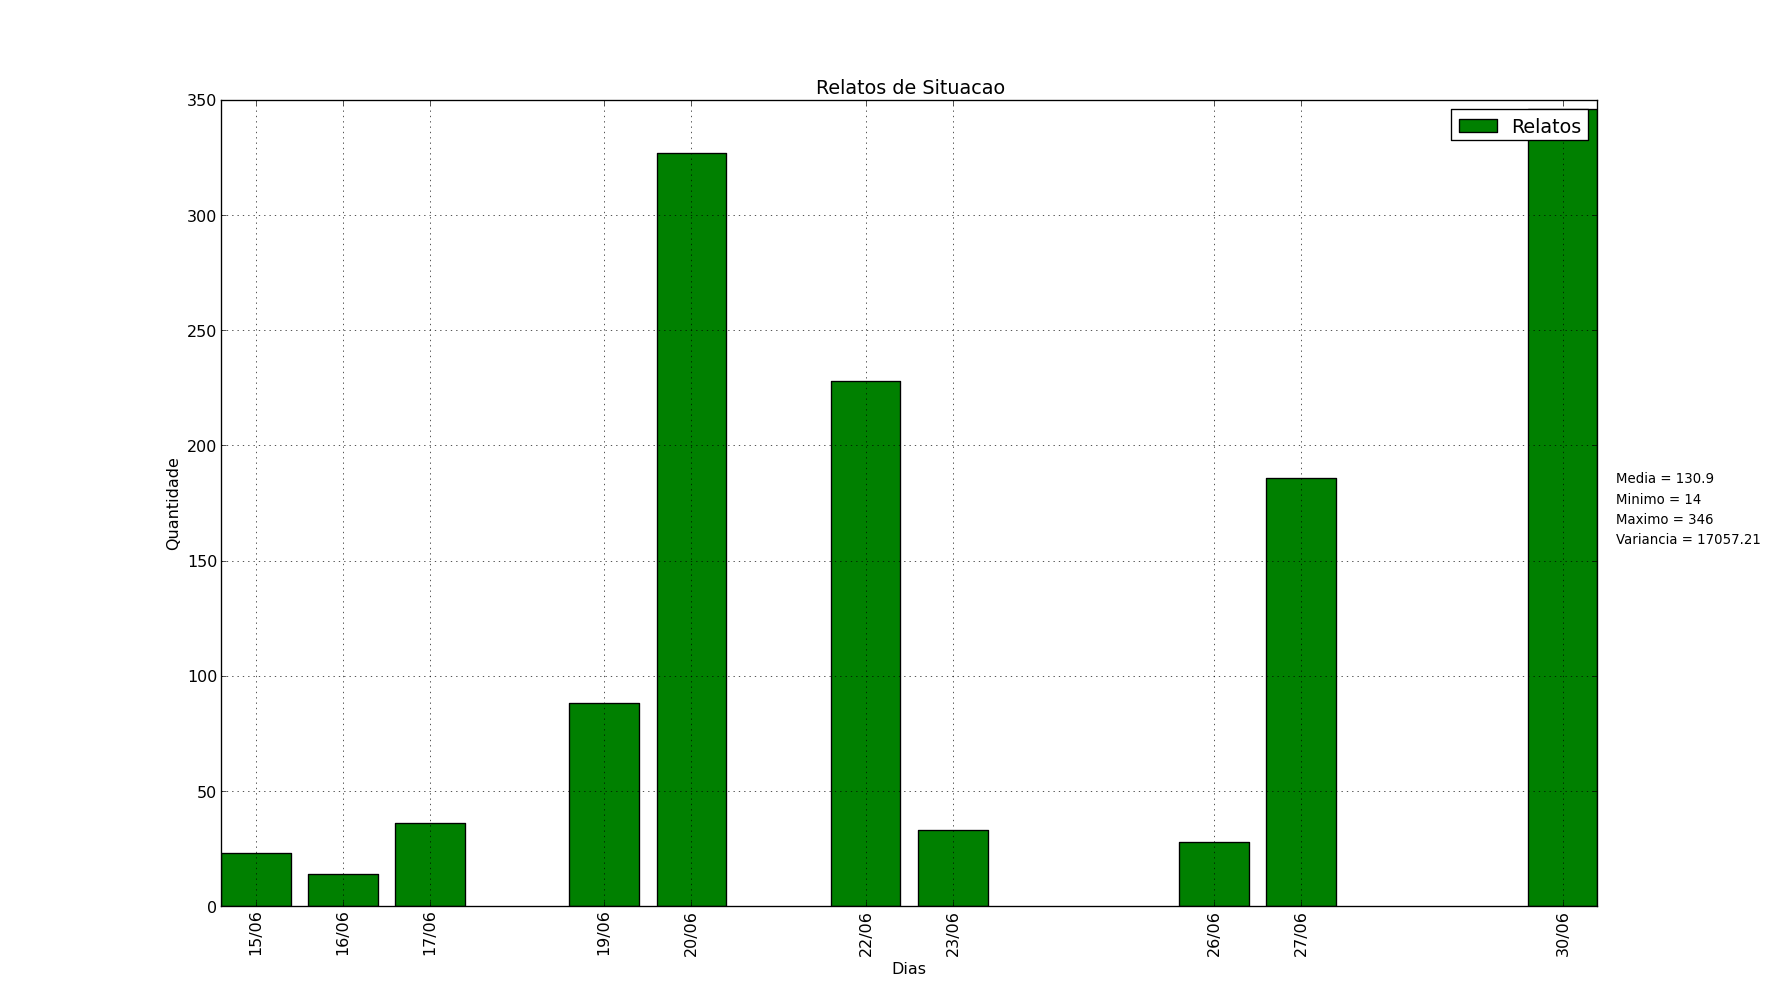 Relatos de Situacao
Relatos
350
300
250
200
150
100
50
0
Quantidade
15/06
16/06
17/06
19/06
20/06
22/06
23/06
26/06
27/06
30/06
Dias
Media = 130.9
Minimo = 14
Maximo = 346
Variancia = 17057.21